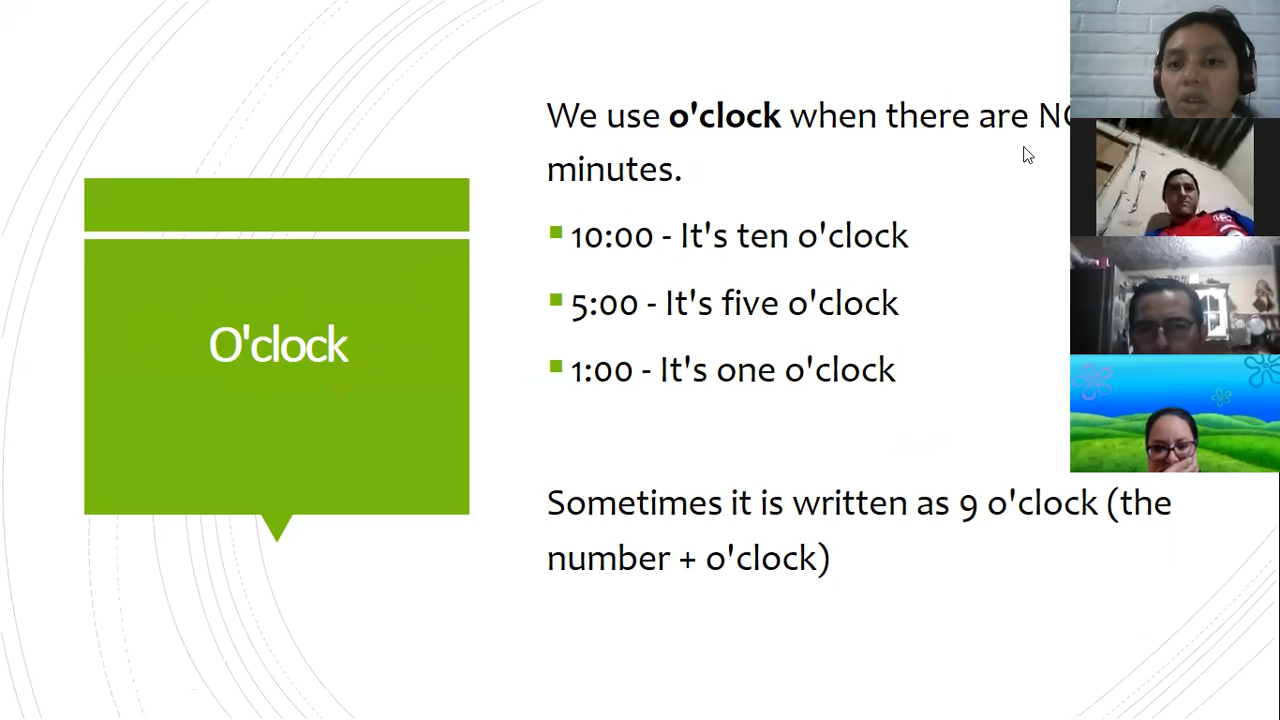 We use o'clock when there are
minutes.
10:00 - It's ten o'clock
5:00 - It's five o'clock
O'clock
1:00 - It's one o'clock
Sometimes it is written as 9 o'clock (the
number + o'clock)